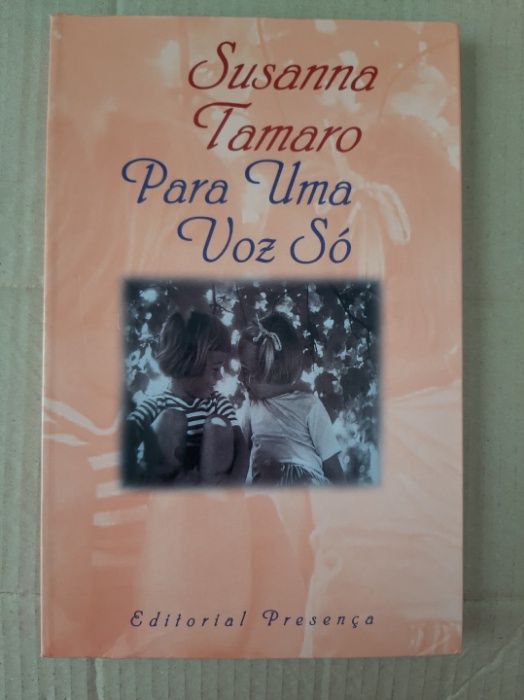 Susanna
Tamaro
Para Uma
Voz Só
Editorial Presença